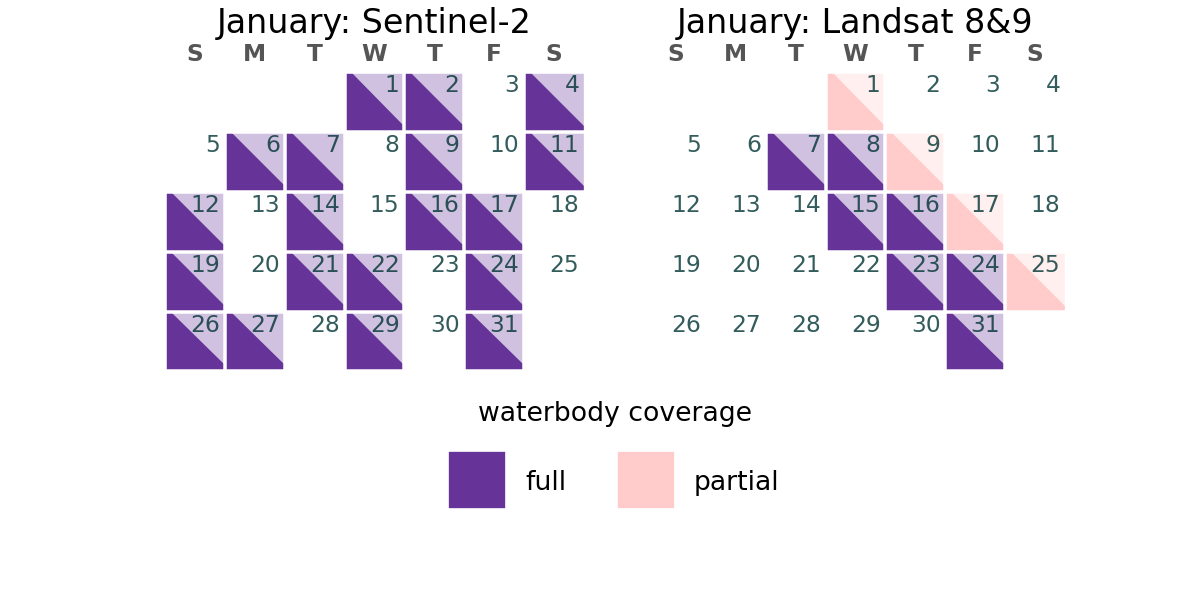 January: Sentinel-2
S M T W T F S
1 2 3 4
5 6 7 8 9 10 11
12 13 14 15 16 17 18
19 20 21 22 23 24 25
26 27 28 29 30 31
January: Landsat 8&9
S M T W T F S
1 2 3 4
5 6 7 8 9 10 11
12 13 14 15 16 17 18
19 20 21 22 23 24 25
26 27 28 29 30 31
waterbody coverage
full
partial